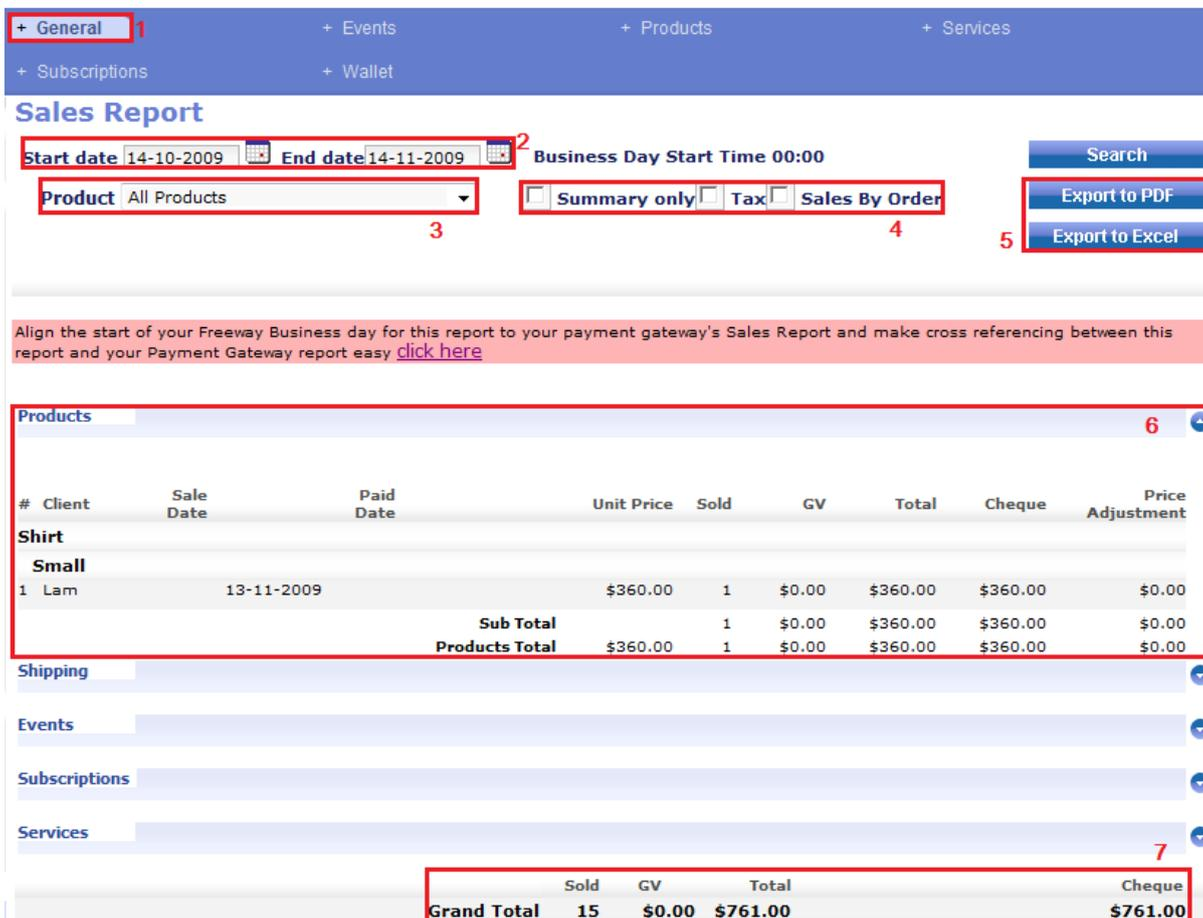 + General 1 + Events + Products + Services
+ Subscriptions + Wallet
Sales Report
Start date 14-10-2009 End date 14-11-2009 2 Business Day Start Time 00:00 Search
Product All Products Summary only Tax Sales By Order Export to PDF
3 4 5 Export to Excel
Align the start of your Freeway Business day for this report to your payment gateway's Sales Report and make cross referencing between this
report and your Payment Gateway report easy click here
Products 6
# Client Sale Date Paid Date Unit Price Sold GV Total Cheque Price Adjustment
Shirt
Small
1 Lam 13-11-2009 $360.00 1 $0.00 $360.00 $360.00 $0.00
Sub Total 1 $0.00 $360.00 $360.00 $0.00
Products Total $360.00 1 $0.00 $360.00 $360.00 $0.00
Shipping
Events
Subscriptions
Services
7
Sold GV Total Cheque
Grand Total 15 $0.00 $761.00 $761.00